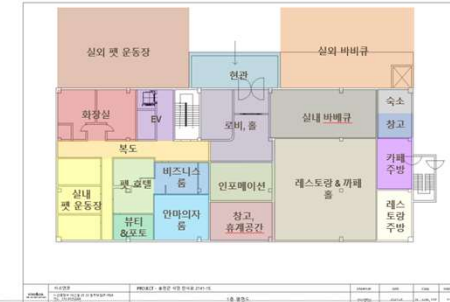 실외 펫 운동장
실외 바비큐
현관
화장실
EV
로비, 홀
실내 바베큐
숙소
창고
복도
카페
주방
실내
펫 운동장
펫 호텔
비즈니스
룸
인포메이션
레스토랑 & 까페
홀
뷰티
&포토
안마의자
룸
창고,
휴게공간
레스
토랑
주방